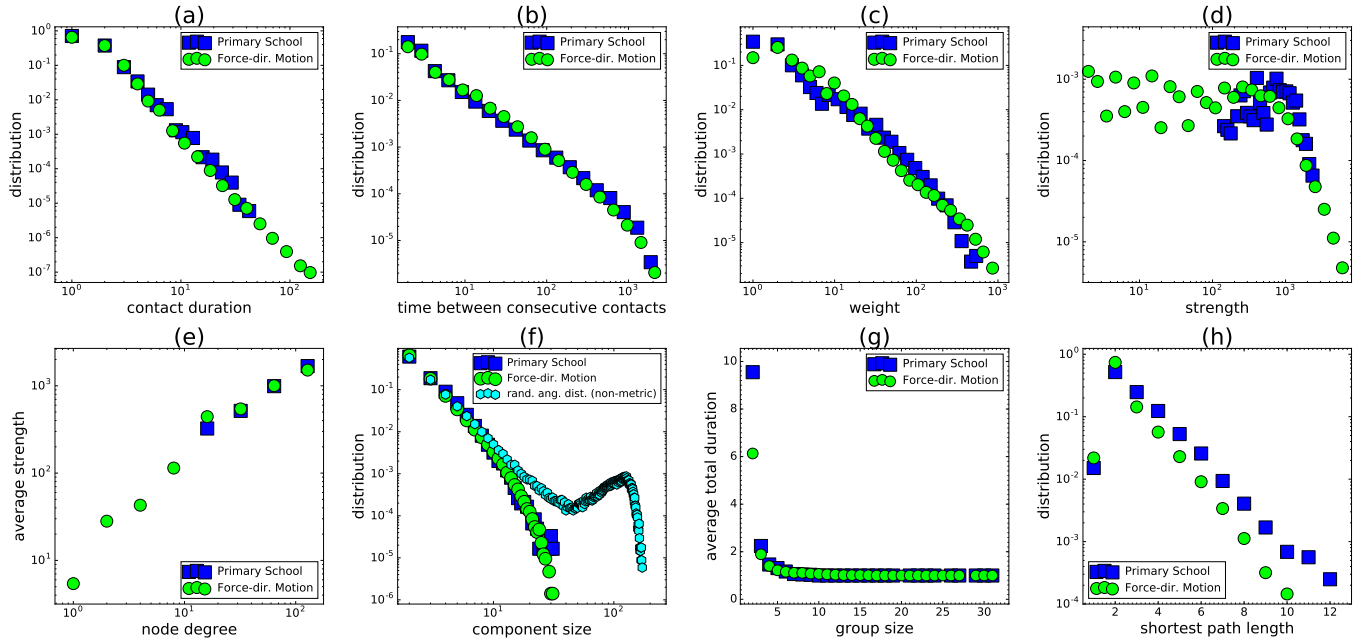 (a)
10^0
10^-1
10^-2
10^-3
10^-4
10^-5
10^-6
10^-7
distribution
Primary School
Force-dir. Motion
10^0 10^1 10^2
contact duration
(b)
10^-1
10^-2
10^-3
10^-4
10^-5
distribution
Primary School
Force-dir. Motion
10^1 10^2 10^3
time between consecutive contacts
(c)
10^-1
10^-2
10^-3
10^-4
10^-5
distribution
Primary School
Force-dir. Motion
10^0 10^1 10^2 10^3
weight
(d)
10^-3
10^-4
10^-5
distribution
Primary School
Force-dir. Motion
10^1 10^2 10^3
strength
(e)
10^3
10^2
10^1
average strength
Primary School
Force-dir. Motion
10^0 10^1 10^2
node degree
(f)
10^0
10^-1
10^-2
10^-3
10^-4
10^-5
10^-6
distribution
Primary School
Force-dir. Motion
rand. ang. dist. (non-metric)
10^1 10^2
component size
(g)
10
8
6
4
2
0
average total duration
Primary School
Force-dir. Motion
5 10 15 20 25 30
group size
(h)
10^0
10^-1
10^-2
10^-3
10^-4
distribution
Primary School
Force-dir. Motion
2 4 6 8 10 12
shortest path length